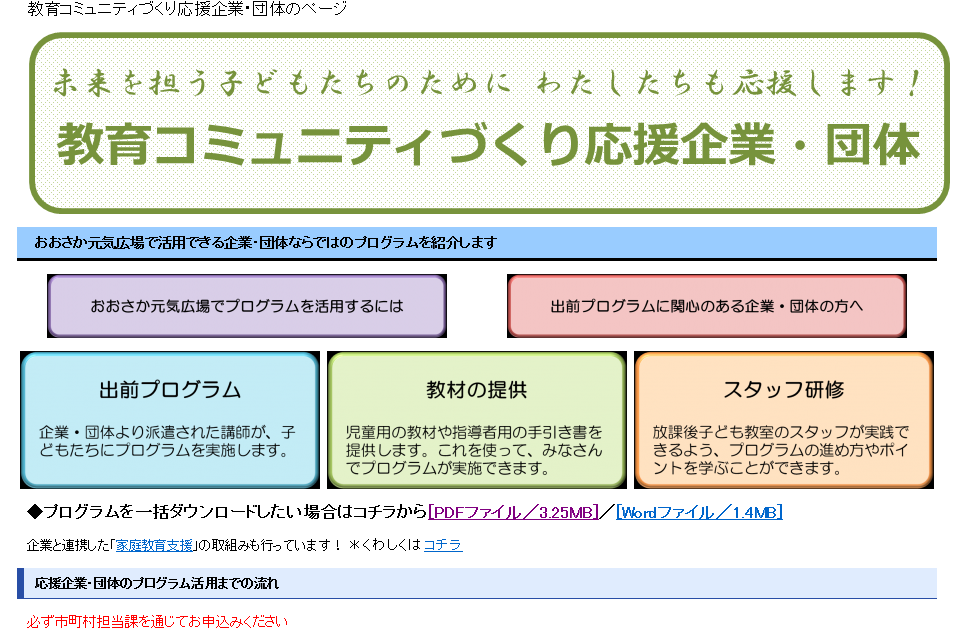 教育コミュニティづくり応援企業・団体のページ
未来を担う子どもたちのために わたしたちも応援します！
教育コミュニティづくり応援企業・団体
おおさか元気広場で活用できる企業・団体ならではのプログラムを紹介します
おおさか元気広場でプログラムを活用するには
出前プログラムに関心のある企業・団体の方へ
出前プログラム
企業・団体より派遣された講師が、子
どもたちにプログラムを実施します。
教材の提供
児童用の教材や指導者用の手引き書を
提供します。これを使って、みなさん
でプログラムが実施できます。
スタッフ研修
放課後子ども教室のスタッフが実践で
きるよう、プログラムの進め方やポイ
ントを学ぶことができます。
◆プログラムを一括ダウンロードしたい場合はコチラから[PDFファイル／3.25MB]／[Wordファイル／1.4MB]
企業と連携した「家庭教育支援」の取組みも行っています！ ＊くわしくは コチラ
応援企業・団体のプログラム活用までの流れ
必ず市町村担当課を通じてお申込みください